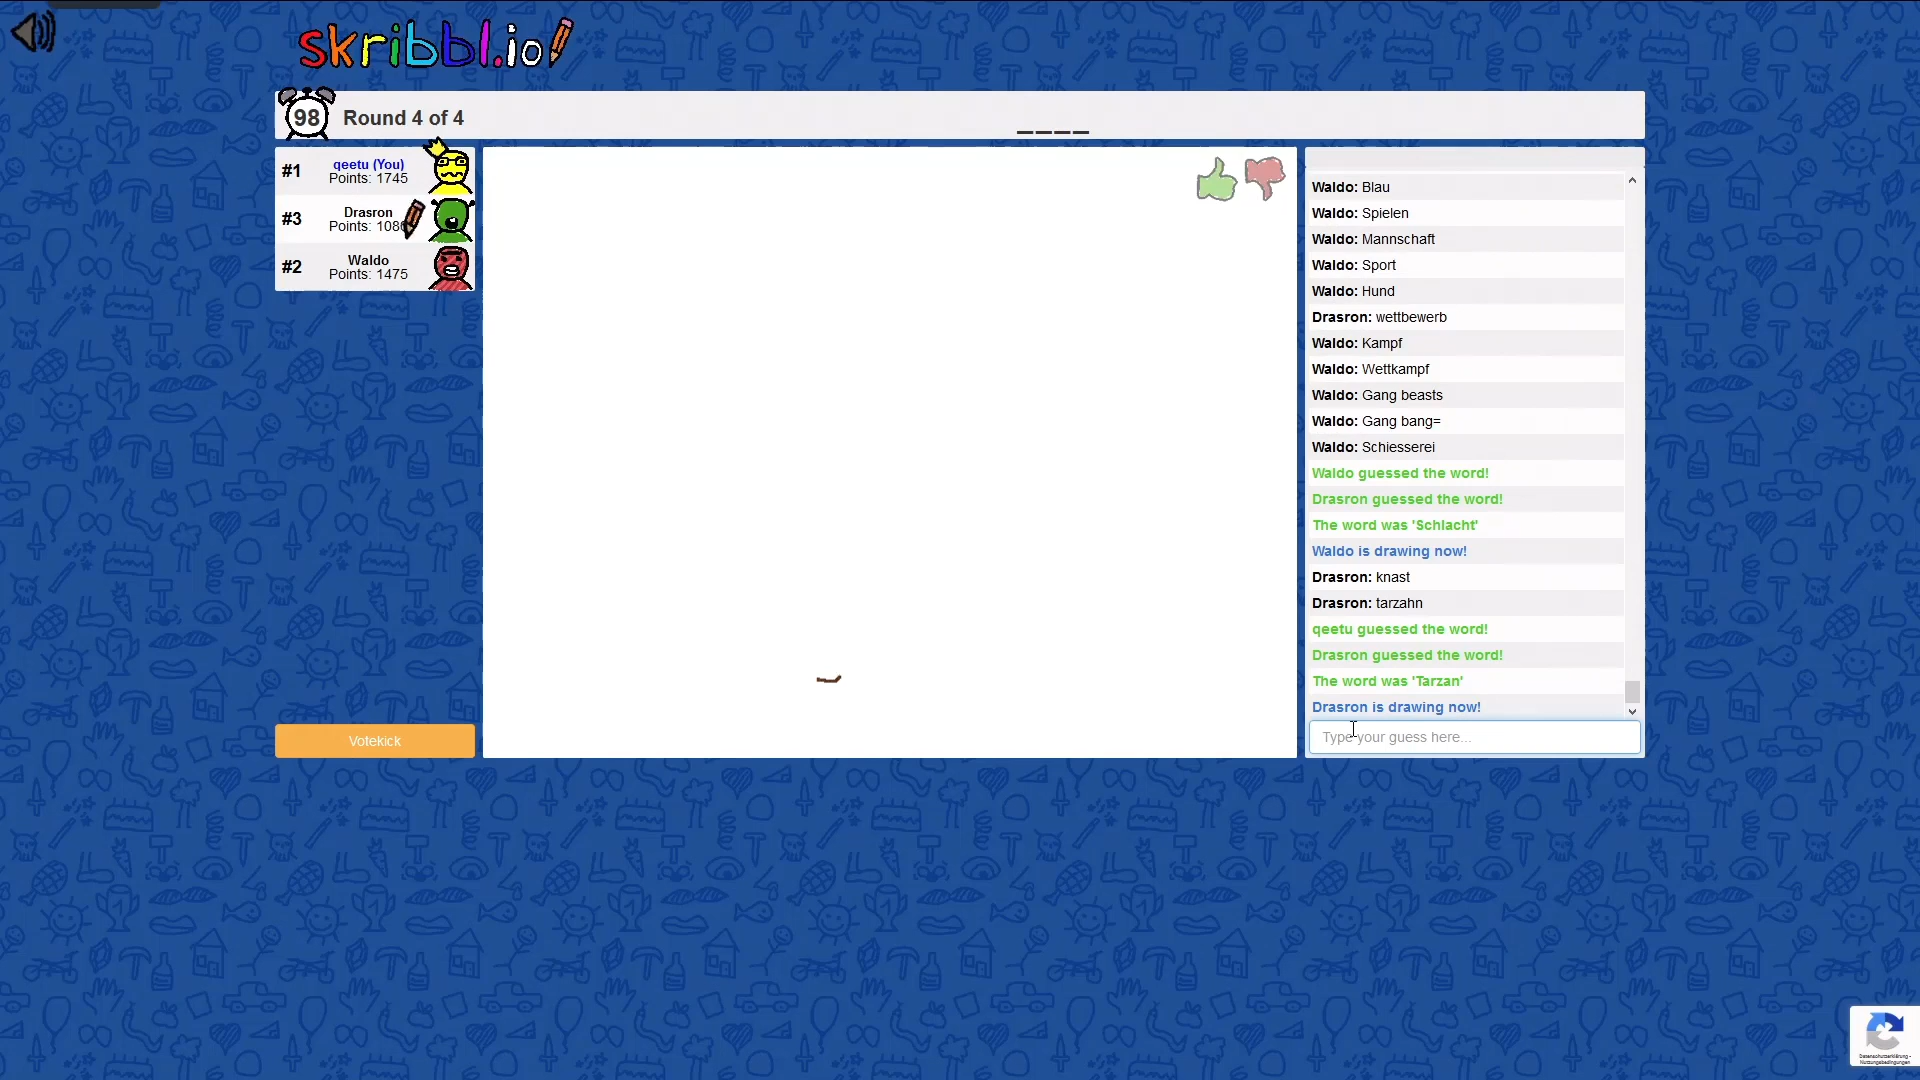 skribbl.io
98
Round 4 of 4
____
#1
qeetu (You)
Points: 1745
#3
Drasron
Points: 1086
#2
Waldo
Points: 1475
Votekick
Waldo: Blau
Waldo: Spielen
Waldo: Mannschaft
Waldo: Sport
Waldo: Hund
Drasron: wettbewerb
Waldo: Kampf
Waldo: Wettkampf
Waldo: Gang beasts
Waldo: Gang bang=
Waldo: Schiesserei
Waldo guessed the word!
Drasron guessed the word!
The word was 'Schlacht'
Waldo is drawing now!
Drasron: knast
Drasron: tarzahn
qeetu guessed the word!
Drasron guessed the word!
The word was 'Tarzan'
Drasron is drawing now!
Type your guess here...
Datenschutzerklärung -
Nutzungsbedingungen